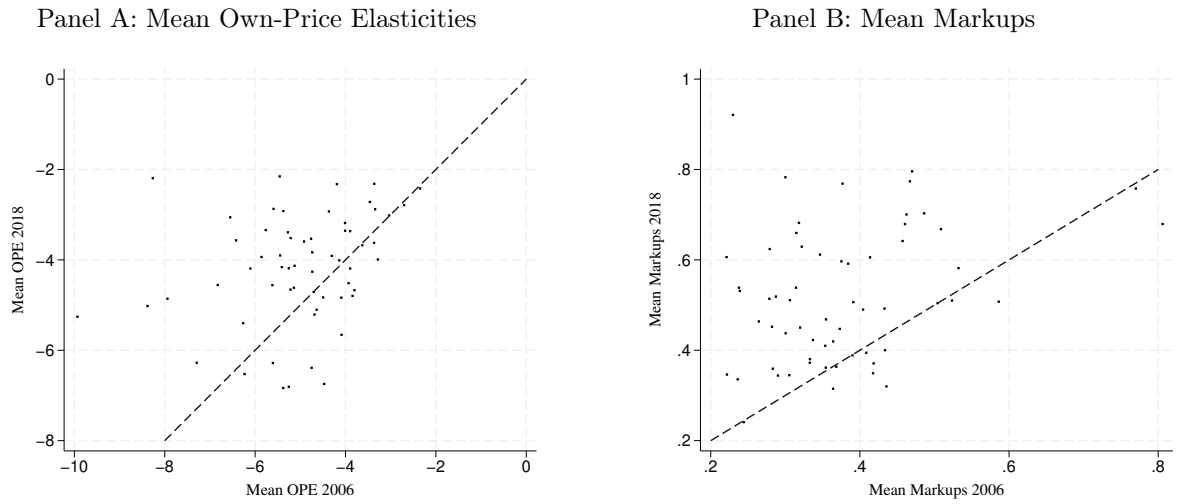 Panel A: Mean Own-Price Elasticities
0
−2
−4
−6
−8
Mean OPE 2018
−10 −8 −6 −4 −2 0
Mean OPE 2006
Panel B: Mean Markups
1
.8
.6
.4
.2
Mean Markups 2018
.2 .4 .6 .8
Mean Markups 2006